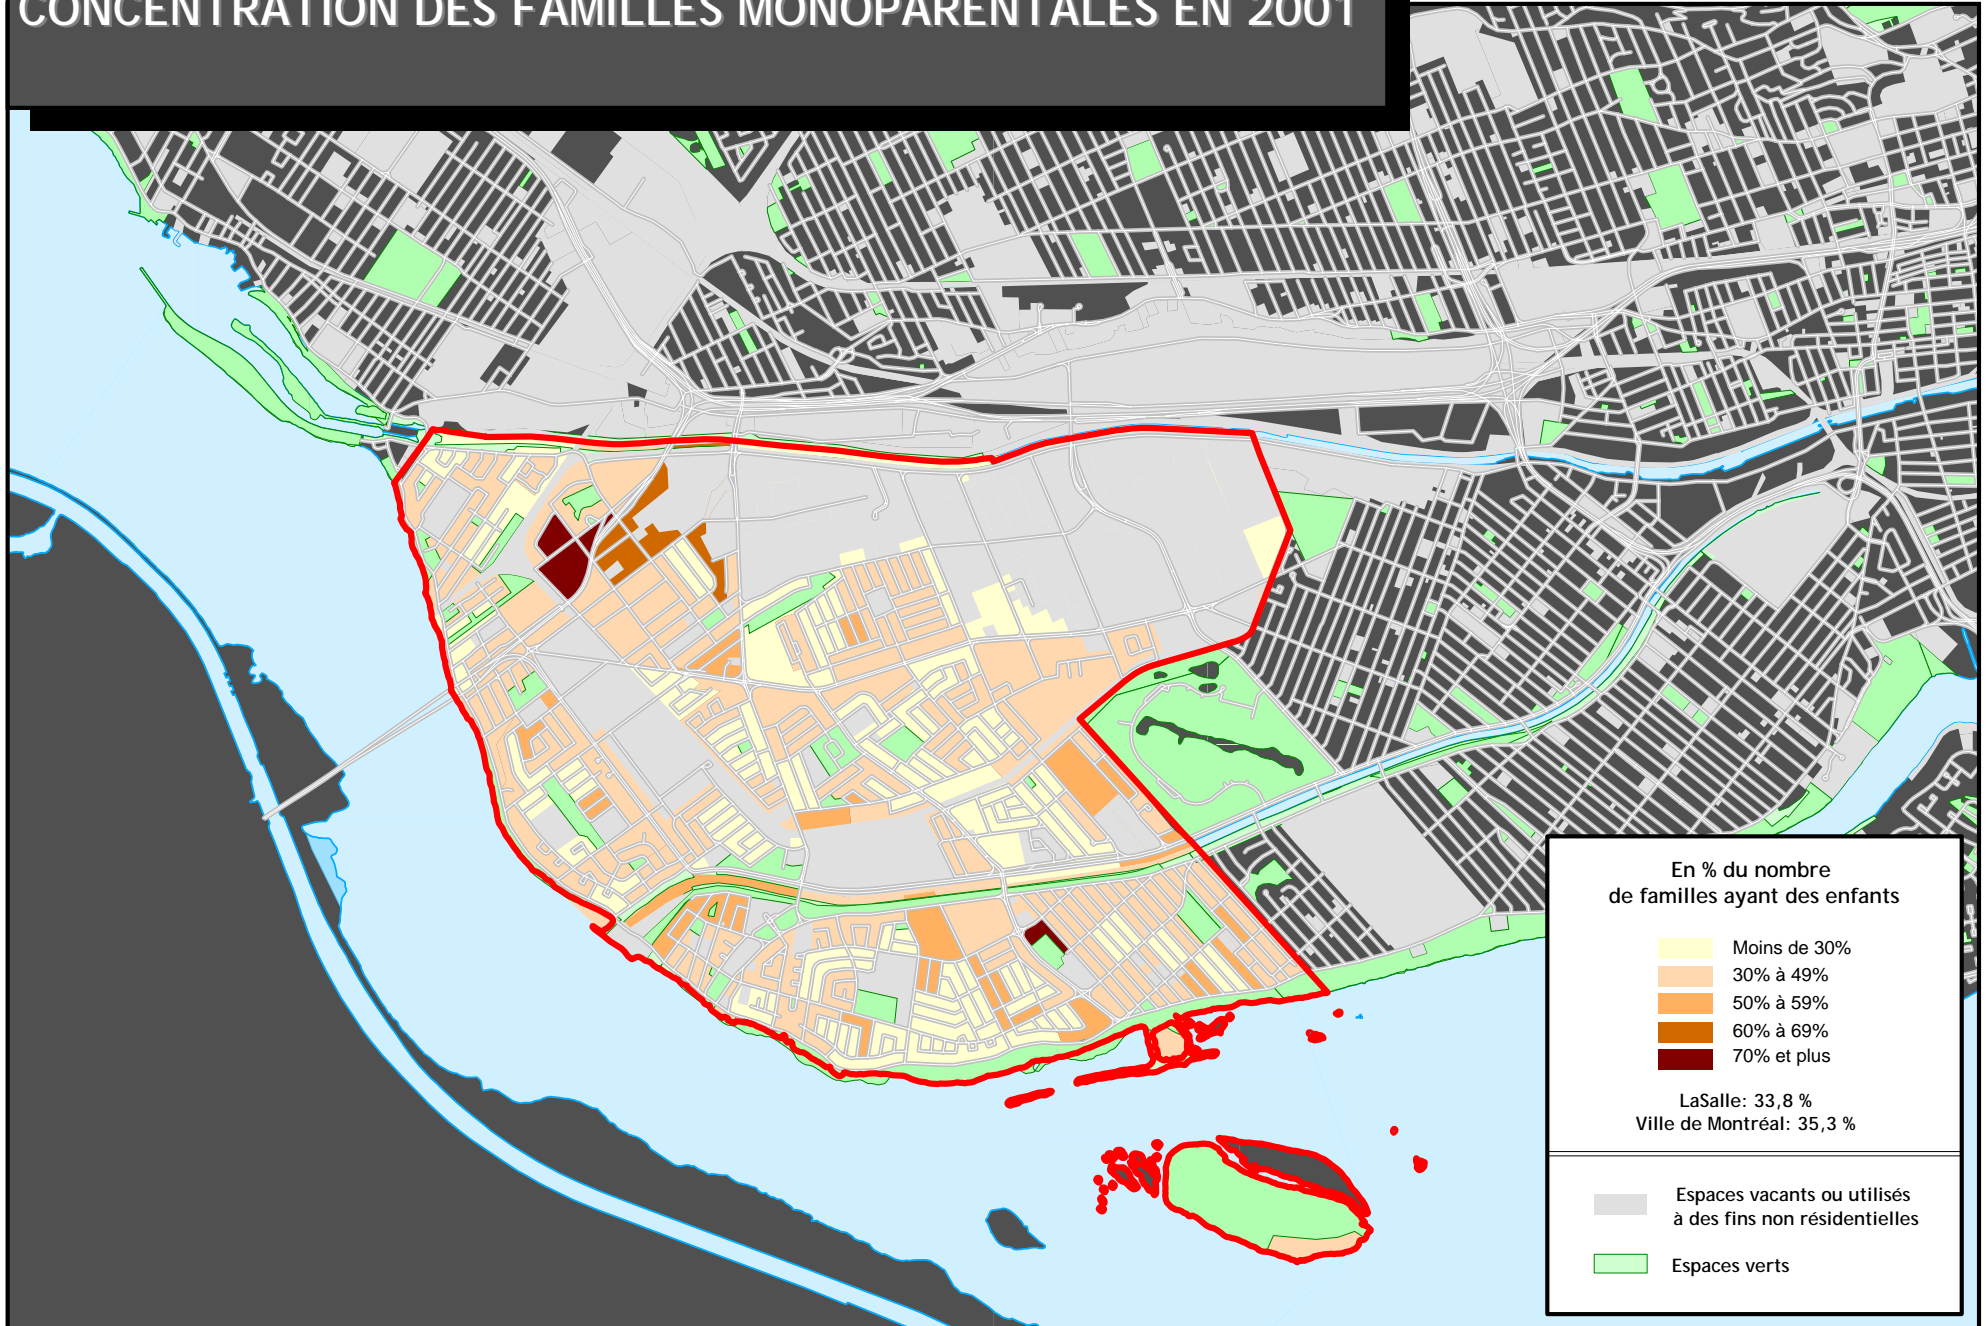 CONCENTRATION DES FAMILLES MONOPARENTALES EN 2001
En % du nombre
de familles ayant des enfants
Moins de 30%
30% à 49%
50% à 59%
60% à 69%
70% et plus
LaSalle: 33,8 %
Ville de Montréal: 35,3 %
Espaces vacants ou utilisés
à des fins non résidentielles
Espaces verts